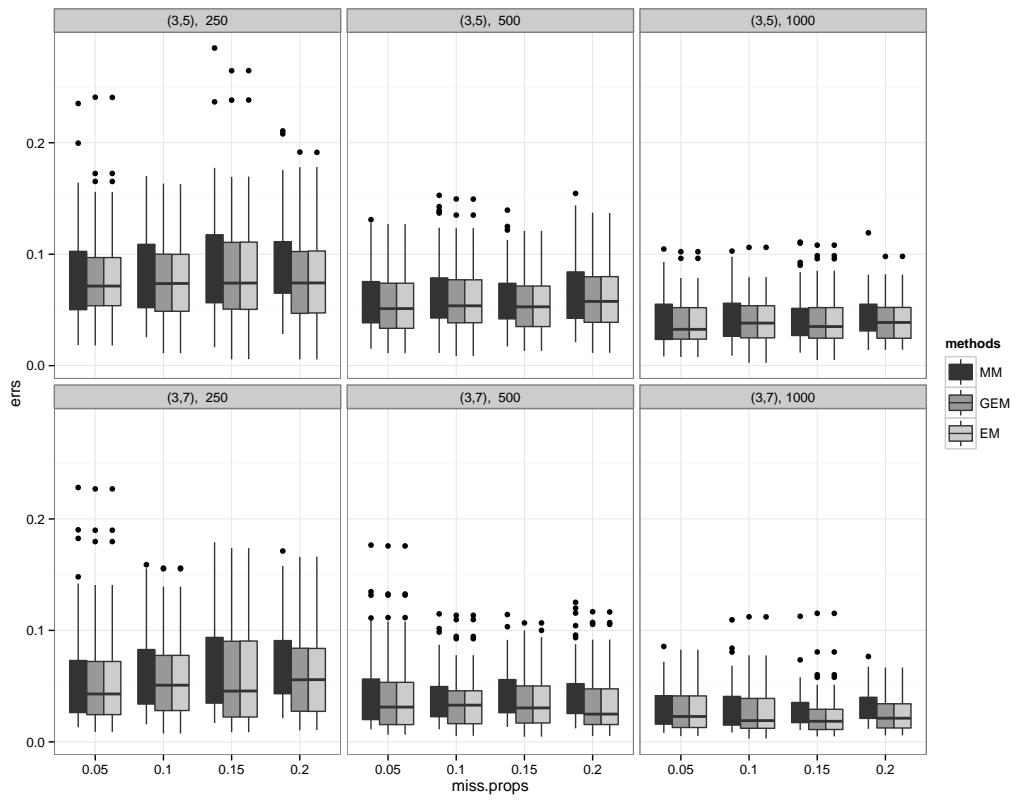 (3,5), 250
(3,5), 500
(3,5), 1000
0.2
0.1
0.0
errs
(3,7), 250
(3,7), 500
(3,7), 1000
0.2
0.1
0.0
0.05 0.1 0.15 0.2
0.05 0.1 0.15 0.2
0.05 0.1 0.15 0.2
miss.props
methods
MM
GEM
EM